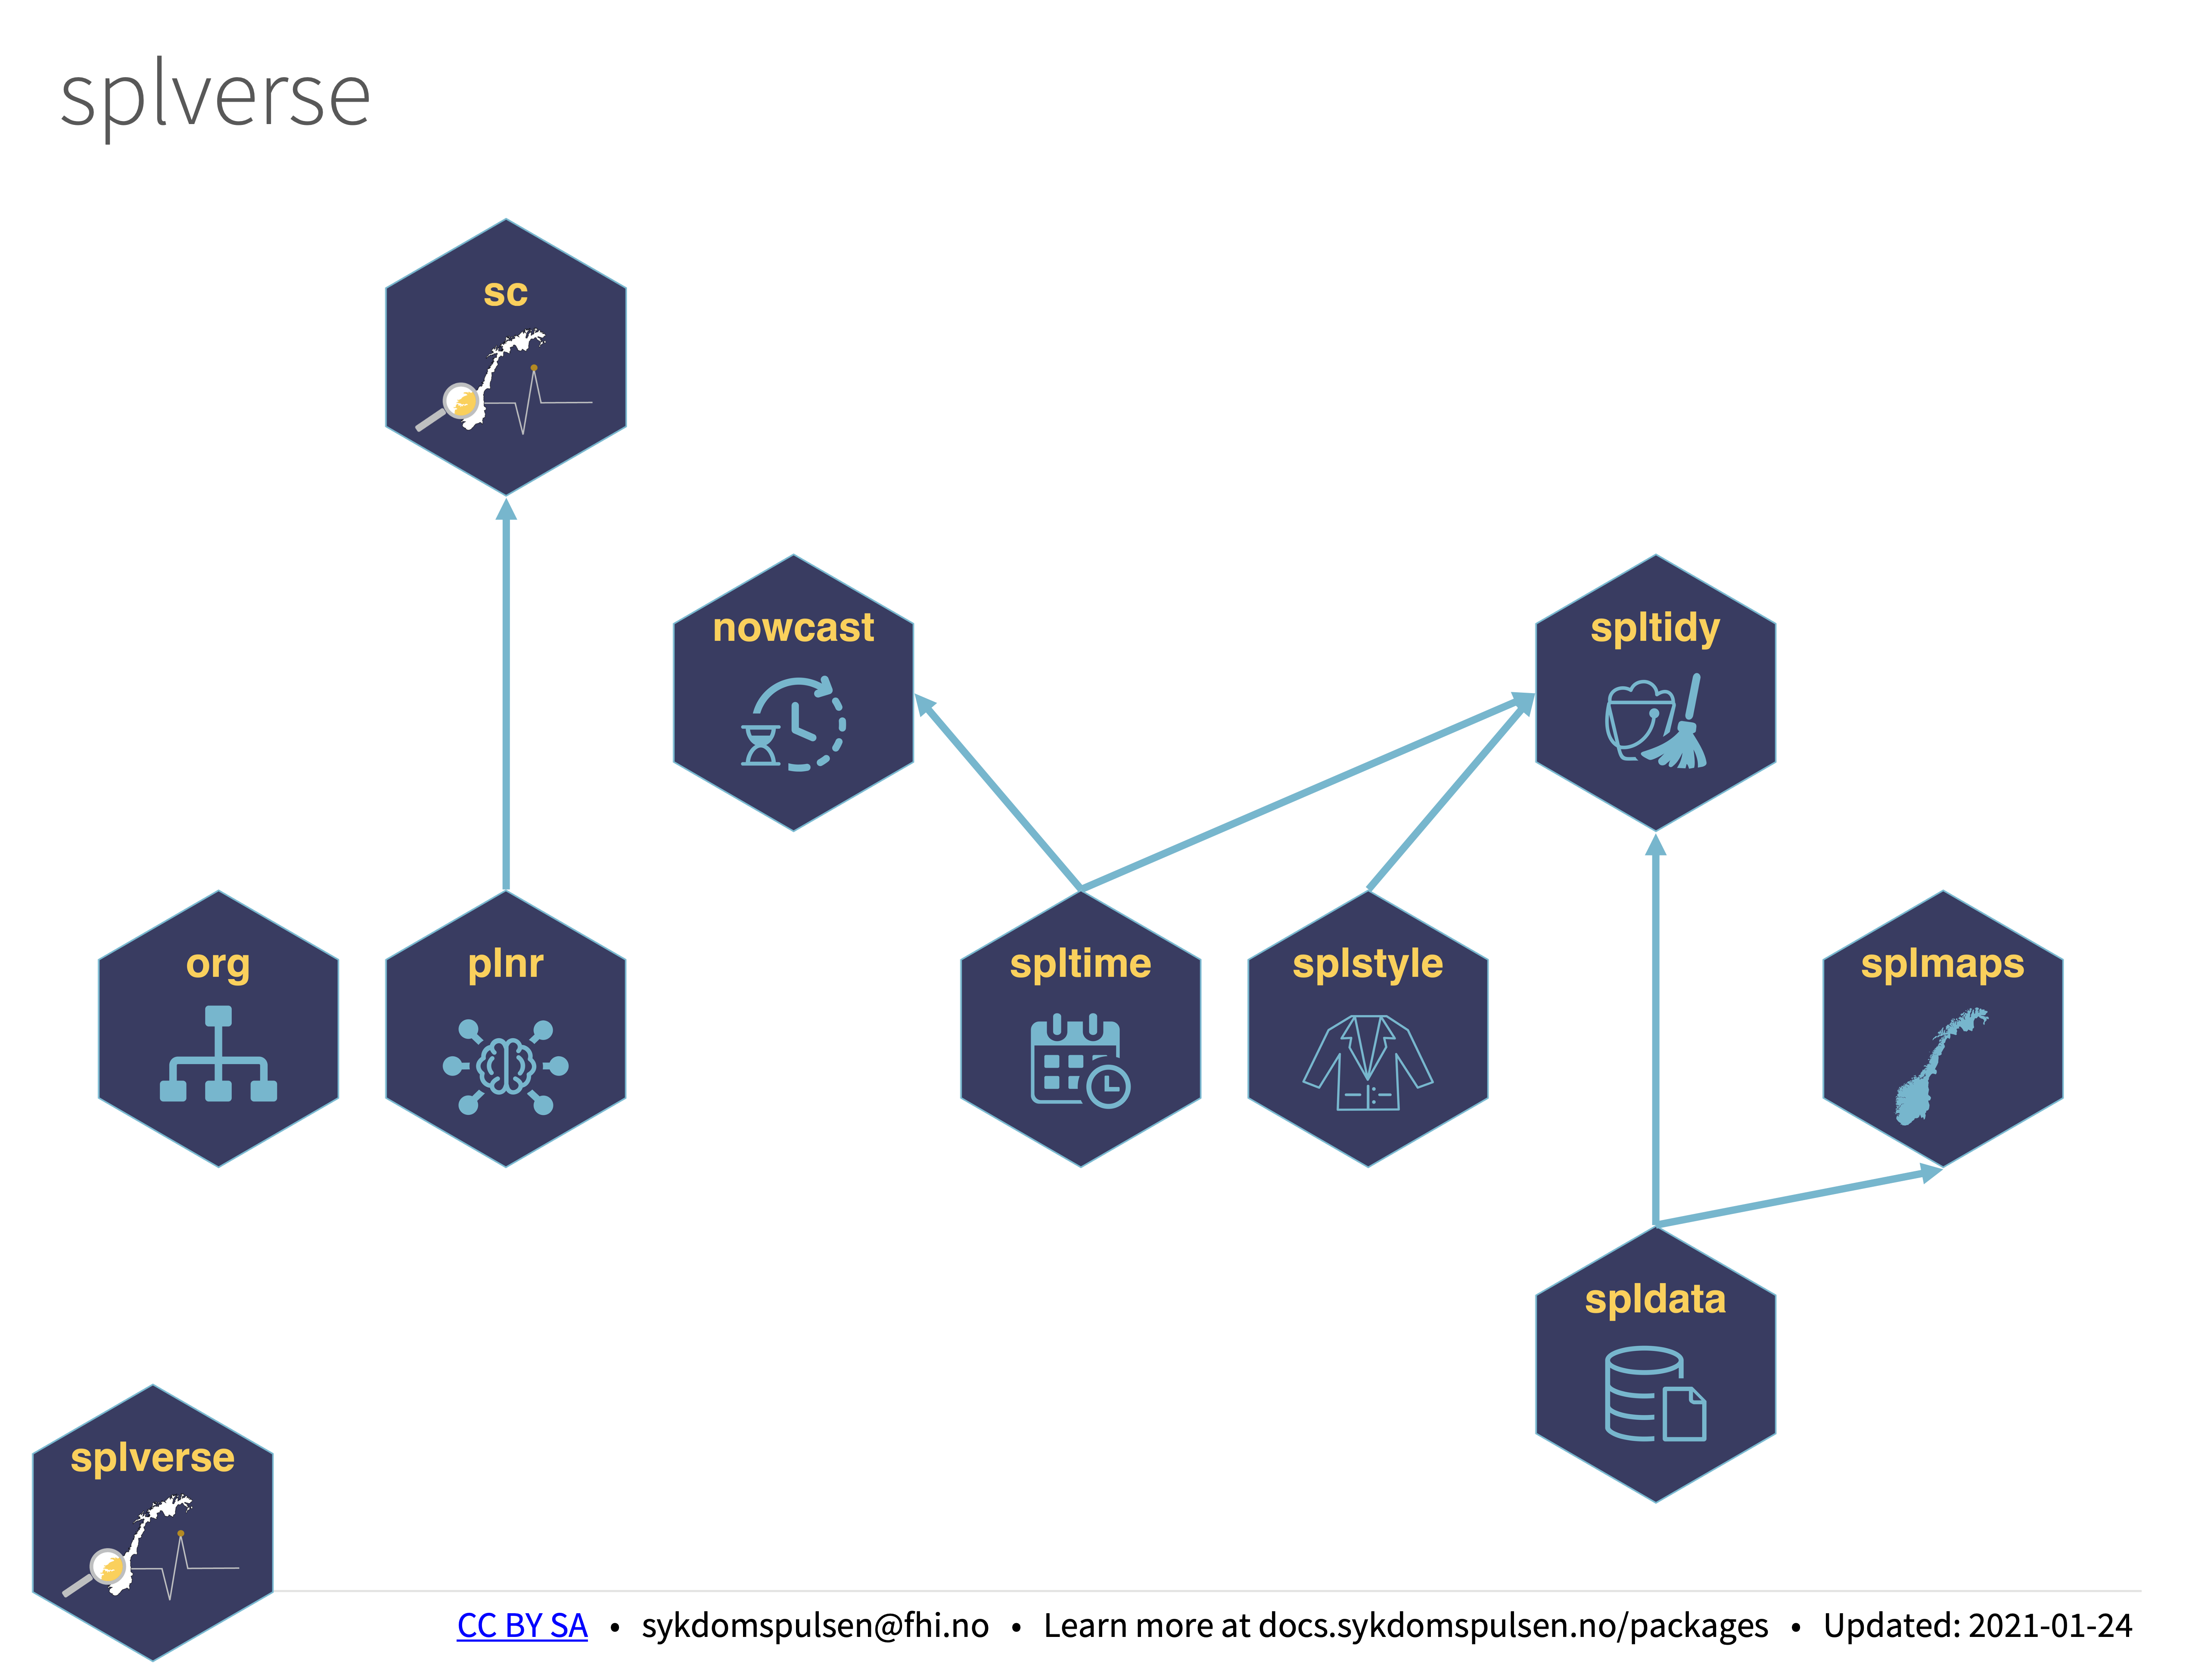 splverse
sc
nowcast
spltidy
org
plnr
spltime
splstyle
splmaps
spldata
splverse
CC BY SA • sykdomspulsen@fhi.no • Learn more at docs.sykdomspulsen.no/packages • Updated: 2021-01-24